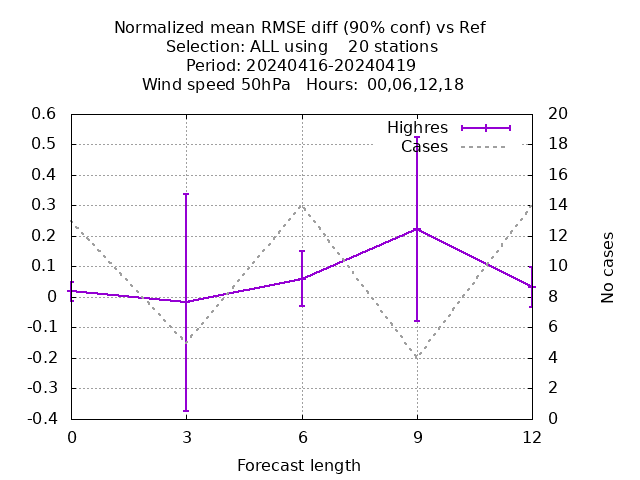 Normalized mean RMSE diff (90% conf) vs Ref
Selection: ALL using    20 stations
Period: 20240416-20240419
Wind speed 50hPa   Hours: 00,06,12,18
Highres
Cases
0.6
0.5
0.4
0.3
0.2
0.1
0
-0.1
-0.2
-0.3
-0.4
20
18
16
14
12
10
8
6
4
2
0
No cases
0 3 6 9 12
Forecast length